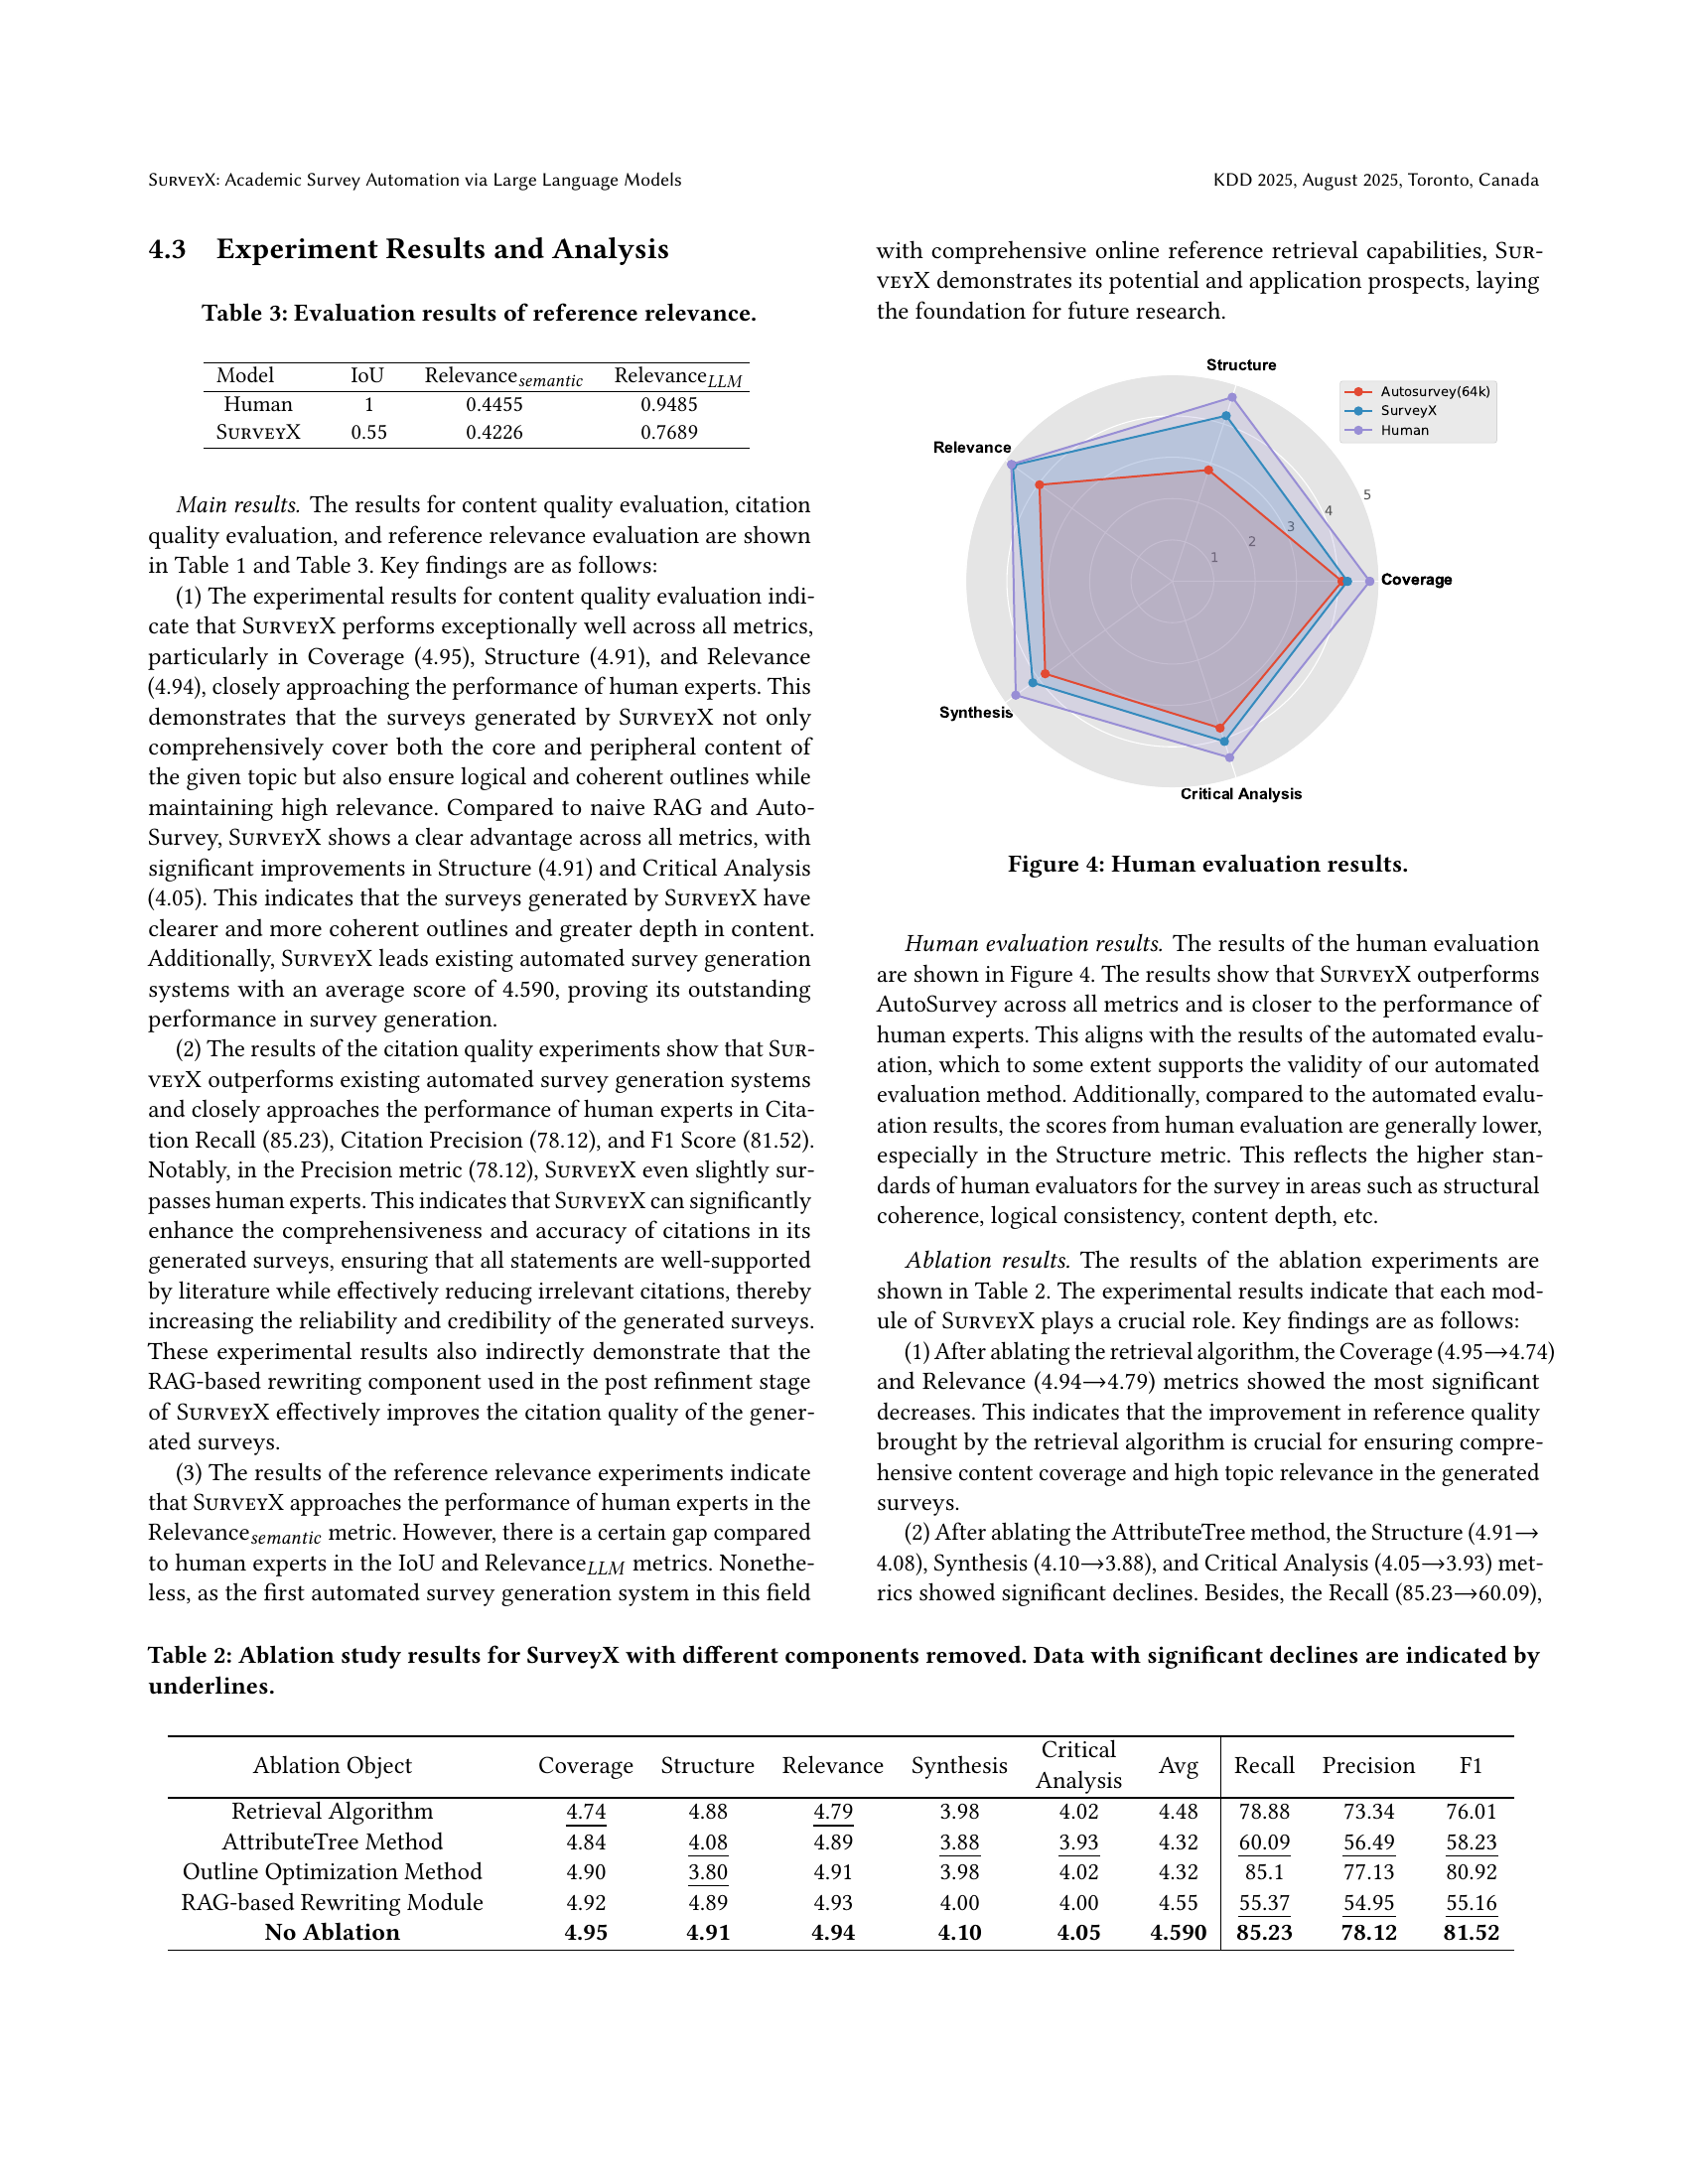 SURVEYX: Academic Survey Automation via Large Language Models
KDD 2025, August 2025, Toronto, Canada
4.3 Experiment Results and Analysis
Table 3: Evaluation results of reference relevance.
Model IoU Relevance_semantic Relevance_LLM
Human 1 0.4455 0.9485
SURVEYX 0.55 0.4226 0.7689
Main results. The results for content quality evaluation, citation
quality evaluation, and reference relevance evaluation are shown
in Table 1 and Table 3. Key findings are as follows:
(1) The experimental results for content quality evaluation indi-
cate that SURVEYX performs exceptionally well across all metrics,
particularly in Coverage (4.95), Structure (4.91), and Relevance
(4.94), closely approaching the performance of human experts. This
demonstrates that the surveys generated by SURVEYX not only
comprehensively cover both the core and peripheral content of
the given topic but also ensure logical and coherent outlines while
maintaining high relevance. Compared to naive RAG and Auto-
Survey, SURVEYX shows a clear advantage across all metrics, with
significant improvements in Structure (4.91) and Critical Analysis
(4.05). This indicates that the surveys generated by SURVEYX have
clearer and more coherent outlines and greater depth in content.
Additionally, SURVEYX leads existing automated survey generation
systems with an average score of 4.590, proving its outstanding
performance in survey generation.
(2) The results of the citation quality experiments show that SUR-
VEYX outperforms existing automated survey generation systems
and closely approaches the performance of human experts in Cita-
tion Recall (85.23), Citation Precision (78.12), and F1 Score (81.52).
Notably, in the Precision metric (78.12), SURVEYX even slightly sur-
passes human experts. This indicates that SURVEYX can significantly
enhance the comprehensiveness and accuracy of citations in its
generated surveys, ensuring that all statements are well-supported
by literature while effectively reducing irrelevant citations, thereby
increasing the reliability and credibility of the generated surveys.
These experimental results also indirectly demonstrate that the
RAG-based rewriting component used in the post refinment stage
of SURVEYX effectively improves the citation quality of the gener-
ated surveys.
(3) The results of the reference relevance experiments indicate
that SURVEYX approaches the performance of human experts in the
Relevance_semantic metric. However, there is a certain gap compared
to human experts in the IoU and Relevance_LLM metrics. Nonethe-
less, as the first automated survey generation system in this field
with comprehensive online reference retrieval capabilities, SUR-
VEYX demonstrates its potential and application prospects, laying
the foundation for future research.
Structure
Autosurvey(64k)
SurveyX
Human
Relevance
5
4
3
2
1
Coverage
Synthesis
Critical Analysis
Figure 4: Human evaluation results.
Human evaluation results. The results of the human evaluation
are shown in Figure 4. The results show that SURVEYX outperforms
AutoSurvey across all metrics and is closer to the performance of
human experts. This aligns with the results of the automated evalu-
ation, which to some extent supports the validity of our automated
evaluation method. Additionally, compared to the automated evalu-
ation results, the scores from human evaluation are generally lower,
especially in the Structure metric. This reflects the higher stan-
dards of human evaluators for the survey in areas such as structural
coherence, logical consistency, content depth, etc.
Ablation results. The results of the ablation experiments are
shown in Table 2. The experimental results indicate that each mod-
ule of SURVEYX plays a crucial role. Key findings are as follows:
(1) After ablating the retrieval algorithm, the Coverage (4.95→4.74)
and Relevance (4.94→4.79) metrics showed the most significant
decreases. This indicates that the improvement in reference quality
brought by the retrieval algorithm is crucial for ensuring compre-
hensive content coverage and high topic relevance in the generated
surveys.
(2) After ablating the AttributeTree method, the Structure (4.91→
4.08), Synthesis (4.10→3.88), and Critical Analysis (4.05→3.93) met-
rics showed significant declines. Besides, the Recall (85.23→60.09),
Table 2: Ablation study results for SurveyX with different components removed. Data with significant declines are indicated by
underlines.
Ablation Object Coverage Structure Relevance Synthesis Critical Analysis Avg Recall Precision F1
Retrieval Algorithm 4.74 4.88 4.79 3.98 4.02 4.48 78.88 73.34 76.01
AttributeTree Method 4.84 4.08 4.89 3.88 3.93 4.32 60.09 56.49 58.23
Outline Optimization Method 4.90 3.80 4.91 3.98 4.02 4.32 85.1 77.13 80.92
RAG-based Rewriting Module 4.92 4.89 4.93 4.00 4.00 4.55 55.37 54.95 55.16
No Ablation 4.95 4.91 4.94 4.10 4.05 4.590 85.23 78.12 81.52